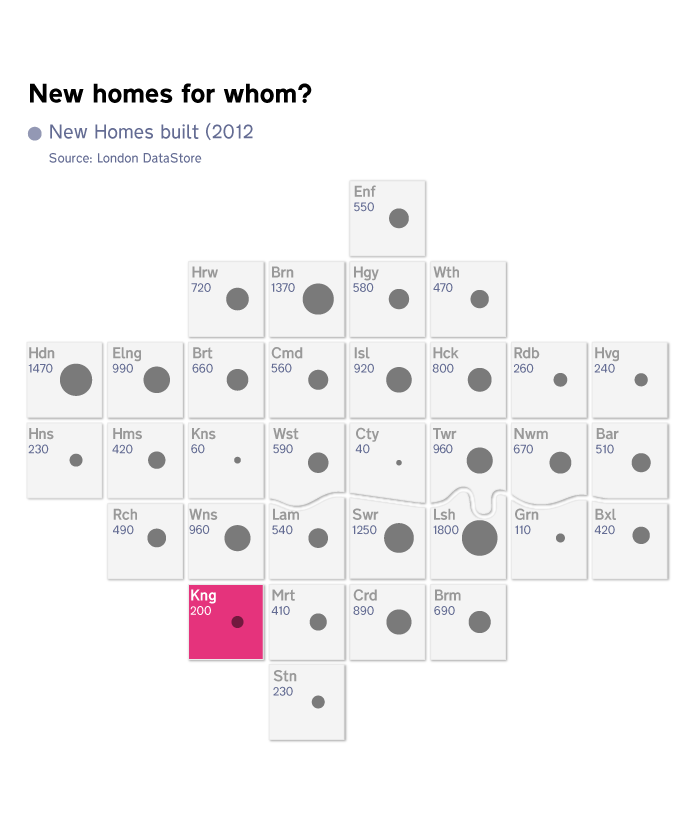 New homes for whom?
New Homes built (2012
Source: London DataStore
Enf
550
Hrw
720
Brn
1370
Hgy
580
Wth
470
Hdn
1470
Elng
990
Brt
660
Cmd
560
Isl
920
Hck
800
Rdb
260
Hvg
240
Hns
230
Hms
420
Kns
60
Wst
590
Cty
40
Twr
960
Nwm
670
Bar
510
Rch
490
Wns
960
Lam
540
Swr
1250
Lsh
1800
Grn
110
Bxl
420
Kng
200
Mrt
410
Crd
890
Brm
690
Stn
230